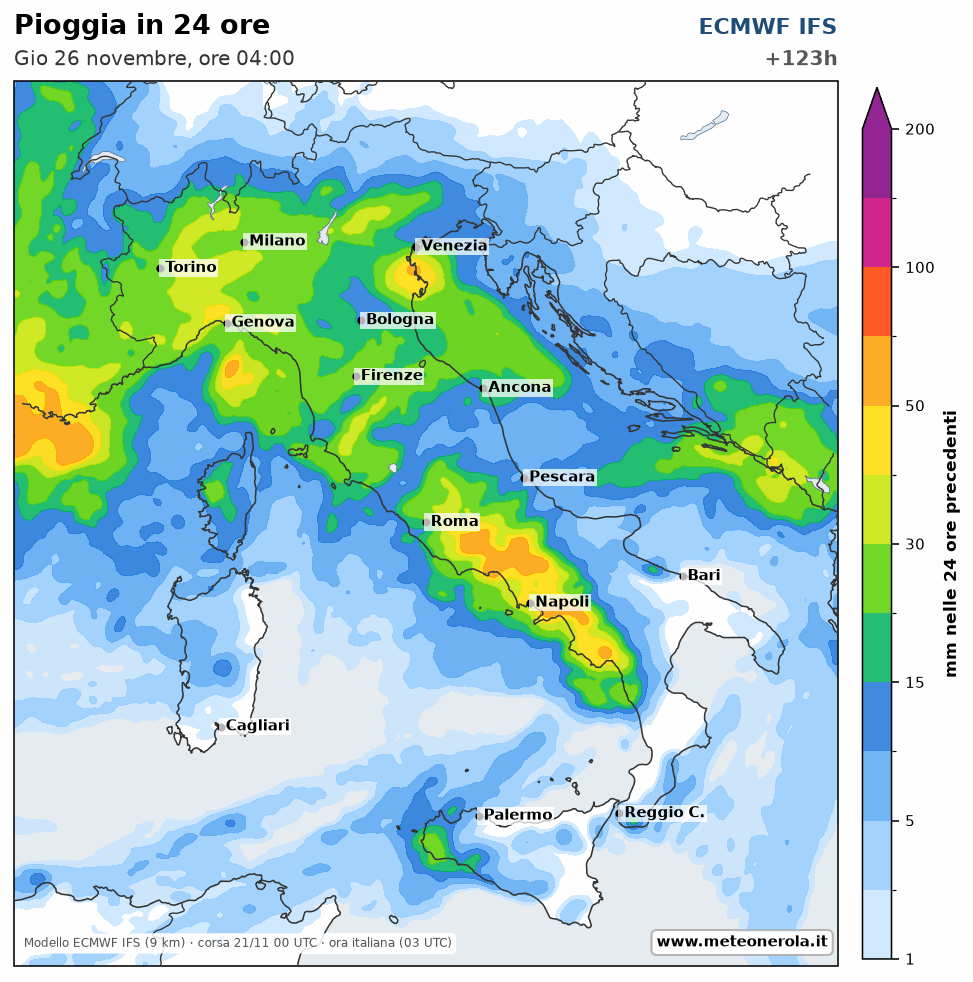 Pioggia in 24 ore
ECMWF IFS
Gio 26 novembre, ore 04:00
+123h
200
100
50
30
15
5
1
mm nelle 24 ore precedenti
Milano
Venezia
Torino
Genova
Bologna
Firenze
Ancona
Pescara
Roma
Bari
Napoli
Cagliari
Palermo
Reggio C.
Modello ECMWF IFS (9 km) · corsa 21/11 00 UTC · ora italiana (03 UTC)
www.meteonerola.it